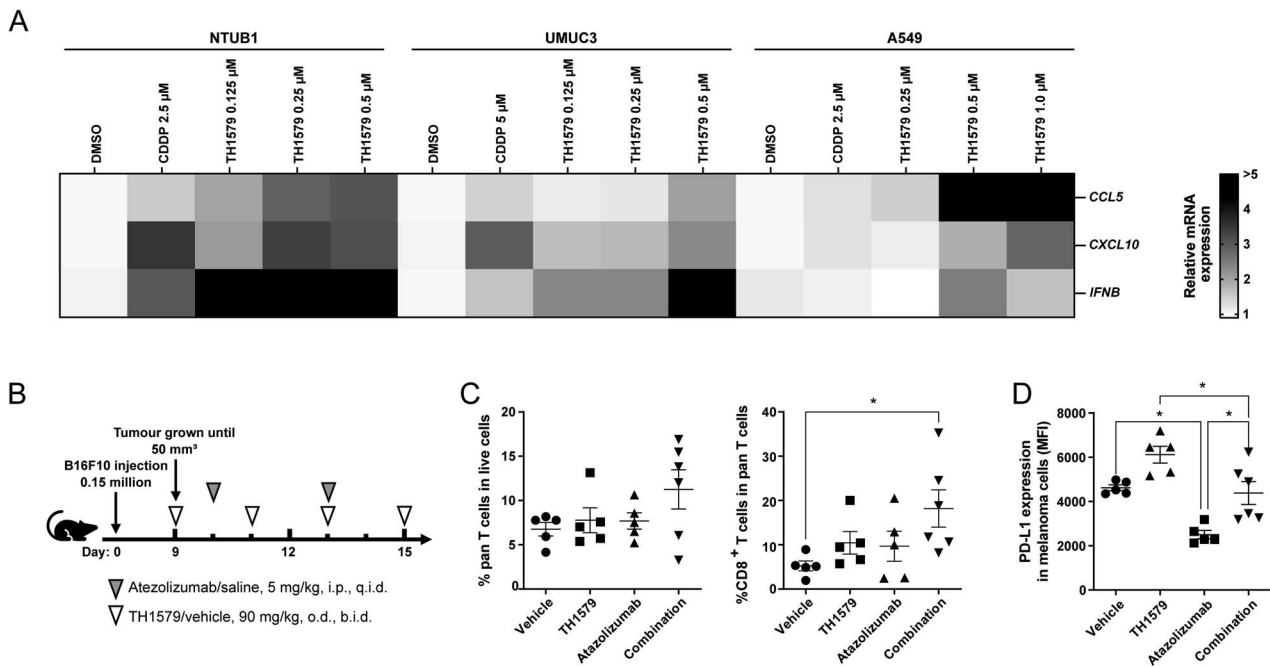 A
NTUB1
UMUC3
A549
DMSO
CDDP 2.5 µM
TH1579 0.125 µM
TH1579 0.25 µM
TH1579 0.5 µM
DMSO
CDDP 5 µM
TH1579 0.125 µM
TH1579 0.25 µM
TH1579 0.5 µM
DMSO
CDDP 2.5 µM
TH1579 0.25 µM
TH1579 0.5 µM
TH1579 1.0 µM
CCL5
CXCL10
IFNB
Relative mRNA
expression
>5
4
3
2
1
B
Tumour grown until
50 mm³
B16F10 injection
0.15 million
Day: 0
9
12
15
Atezolizumab/saline, 5 mg/kg, i.p., q.i.d.
TH1579/vehicle, 90 mg/kg, o.d., b.i.d.
C
% pan T cells in live cells
20
15
10
5
0
Vehicle
TH1579
Atazolizumab
Combination
%CD8⁺ T cells in pan T cells
40
30
20
10
0
*
Vehicle
TH1579
Atazolizumab
Combination
D
PD-L1 expression
in melanoma cells (MFI)
8000
6000
4000
2000
0
*
*
*
Vehicle
TH1579
Atazolizumab
Combination